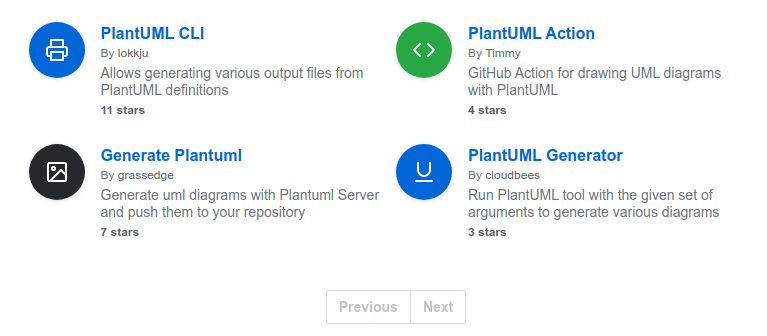 PlantUML CLI
By lokkju
Allows generating various output files from
PlantUML definitions
11 stars
PlantUML Action
By Timmy
GitHub Action for drawing UML diagrams
with PlantUML
4 stars
Generate Plantuml
By grassedge
Generate uml diagrams with Plantuml Server
and push them to your repository
7 stars
PlantUML Generator
By cloudbees
Run PlantUML tool with the given set of
arguments to generate various diagrams
3 stars
Previous
Next